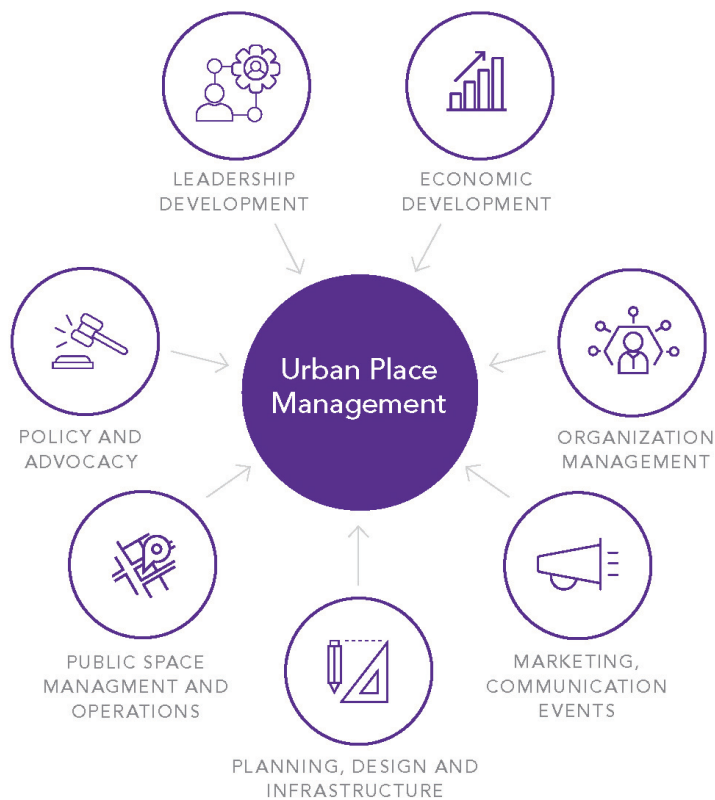 LEADERSHIP
DEVELOPMENT
ECONOMIC
DEVELOPMENT
Urban Place
Management
POLICY AND
ADVOCACY
ORGANIZATION
MANAGEMENT
PUBLIC SPACE
MANAGMENT AND
OPERATIONS
MARKETING,
COMMUNICATION
EVENTS
PLANNING, DESIGN AND
INFRASTRUCTURE